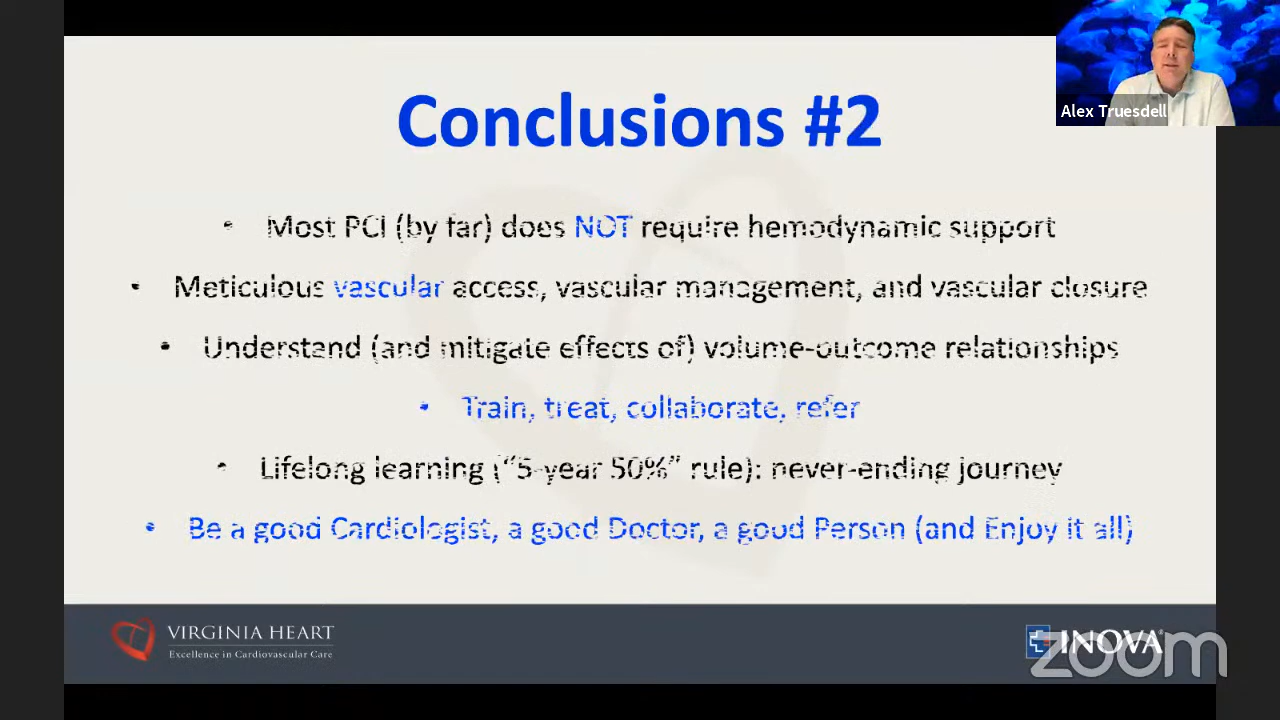 Conclusions #2
Alex Truesdell
• Most PCI (by far) does NOT require hemodynamic support
• Meticulous vascular access, vascular management, and vascular closure
• Understand (and mitigate effects of) volume-outcome relationships
• Train, treat, collaborate, refer
• Lifelong learning (“5-year 50%” rule): never-ending journey
• Be a good Cardiologist, a good Doctor, a good Person (and Enjoy it all)
VIRGINIA HEART
Excellence in Cardiovascular Care
INOVA
zoom